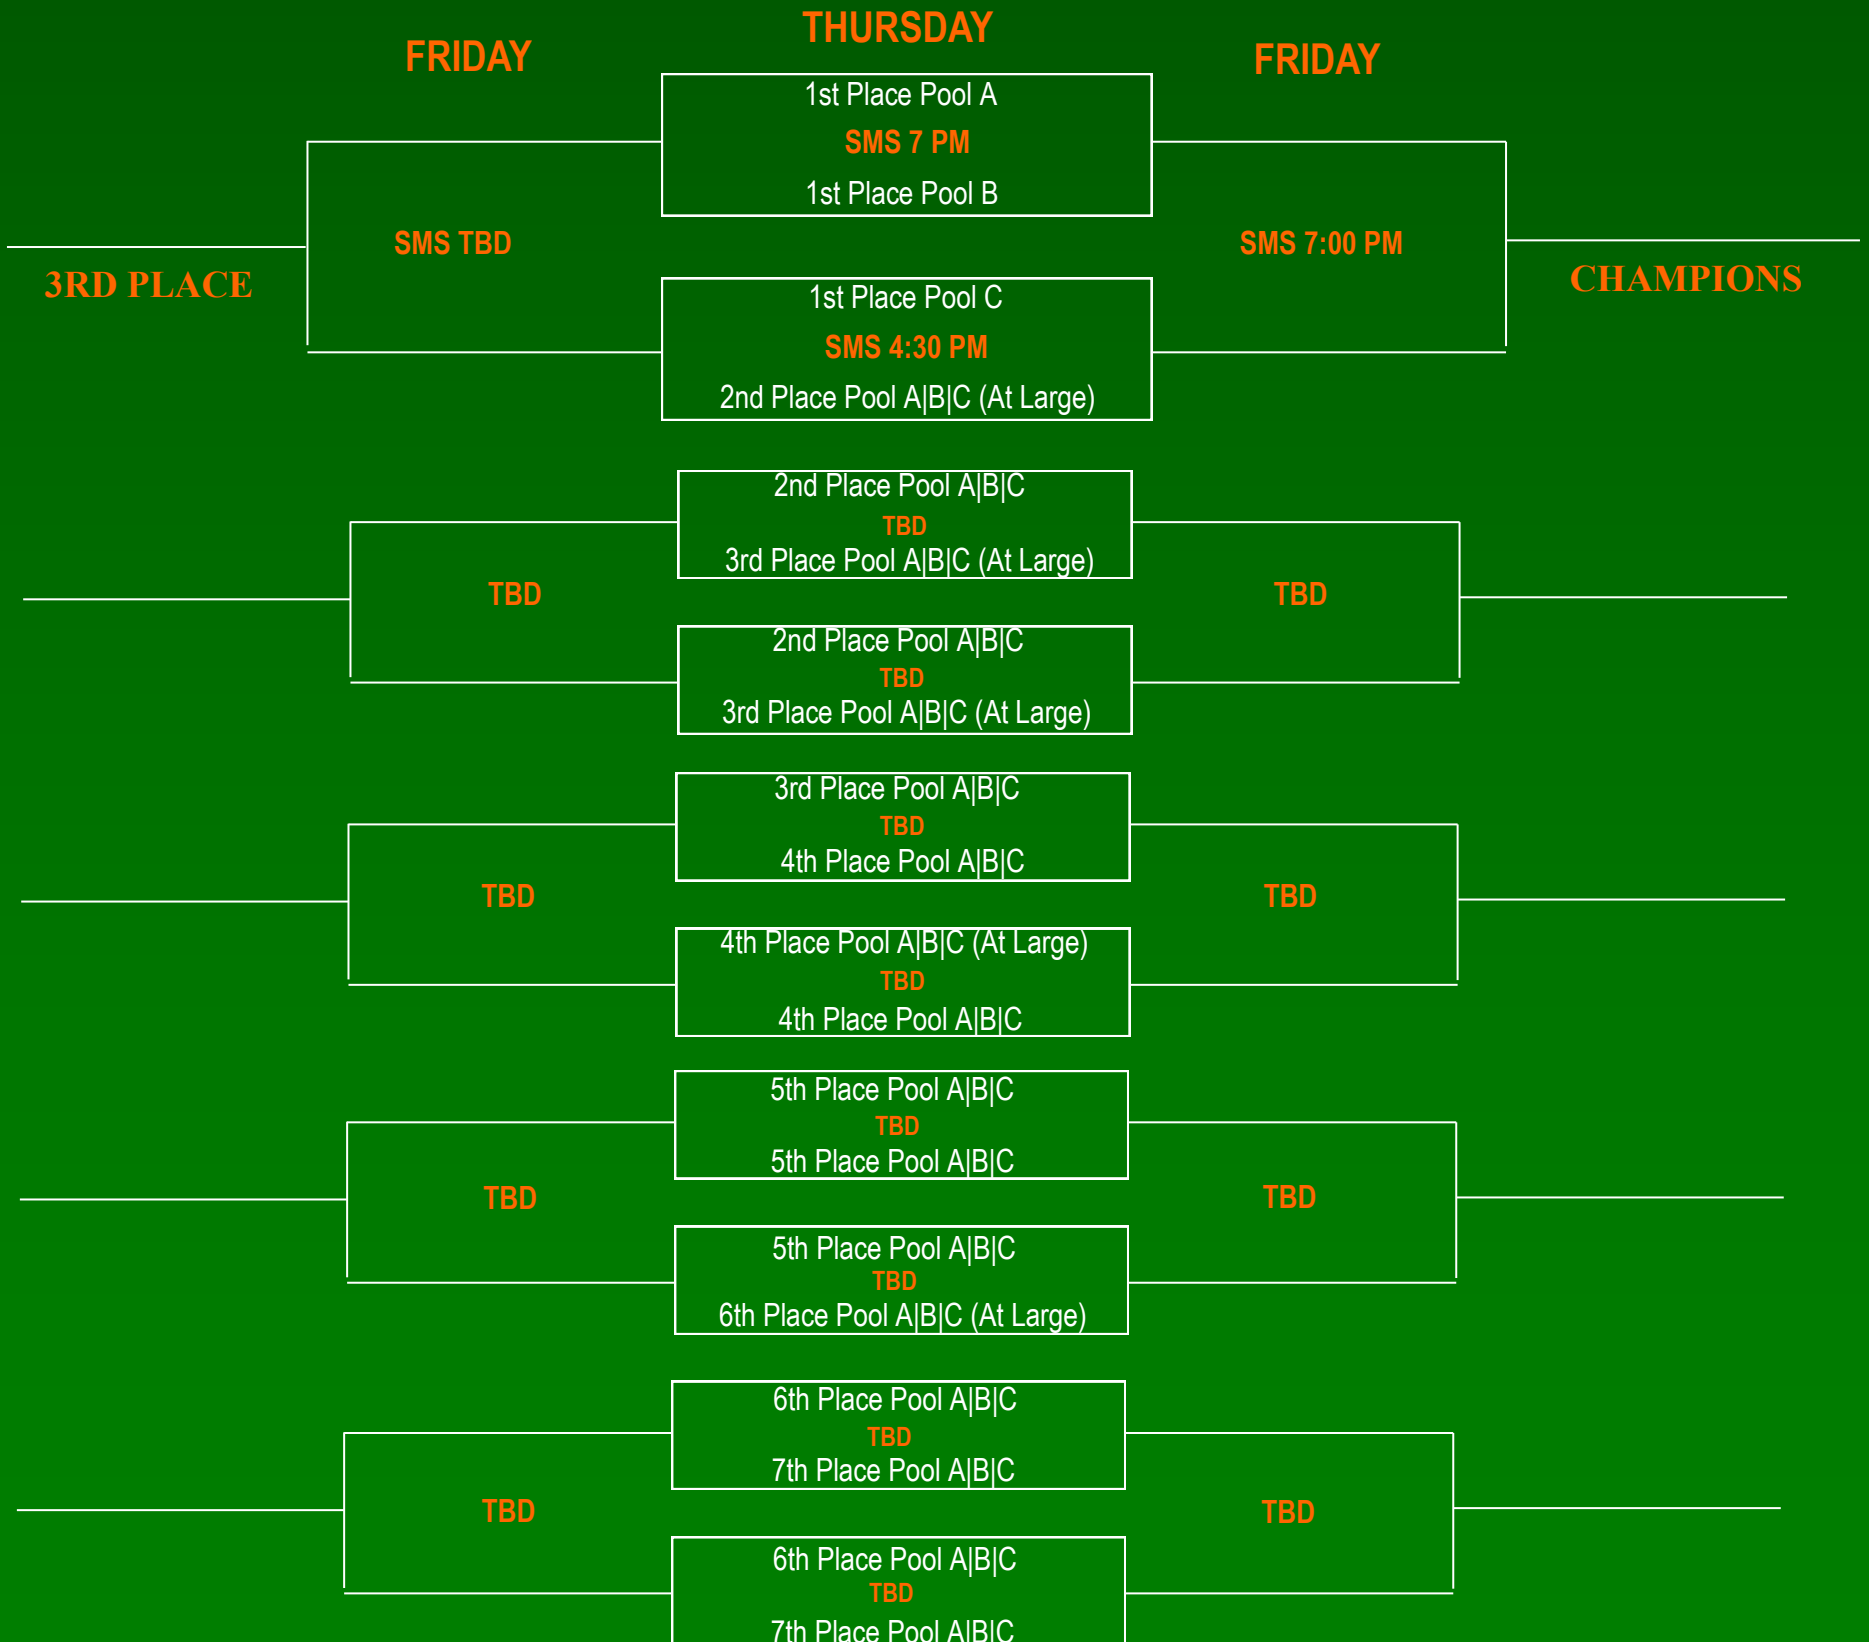 THURSDAY
FRIDAY
FRIDAY
1st Place Pool A
SMS 7 PM
1st Place Pool B
SMS TBD
SMS 7:00 PM
3RD PLACE
CHAMPIONS
1st Place Pool C
SMS 4:30 PM
2nd Place Pool A|B|C (At Large)
2nd Place Pool A|B|C
TBD
3rd Place Pool A|B|C (At Large)
TBD
TBD
2nd Place Pool A|B|C
TBD
3rd Place Pool A|B|C (At Large)
3rd Place Pool A|B|C
TBD
4th Place Pool A|B|C
TBD
TBD
4th Place Pool A|B|C (At Large)
TBD
4th Place Pool A|B|C
5th Place Pool A|B|C
TBD
5th Place Pool A|B|C
TBD
TBD
5th Place Pool A|B|C
TBD
6th Place Pool A|B|C (At Large)
6th Place Pool A|B|C
TBD
7th Place Pool A|B|C
TBD
TBD
6th Place Pool A|B|C
TBD
7th Place Pool A|B|C